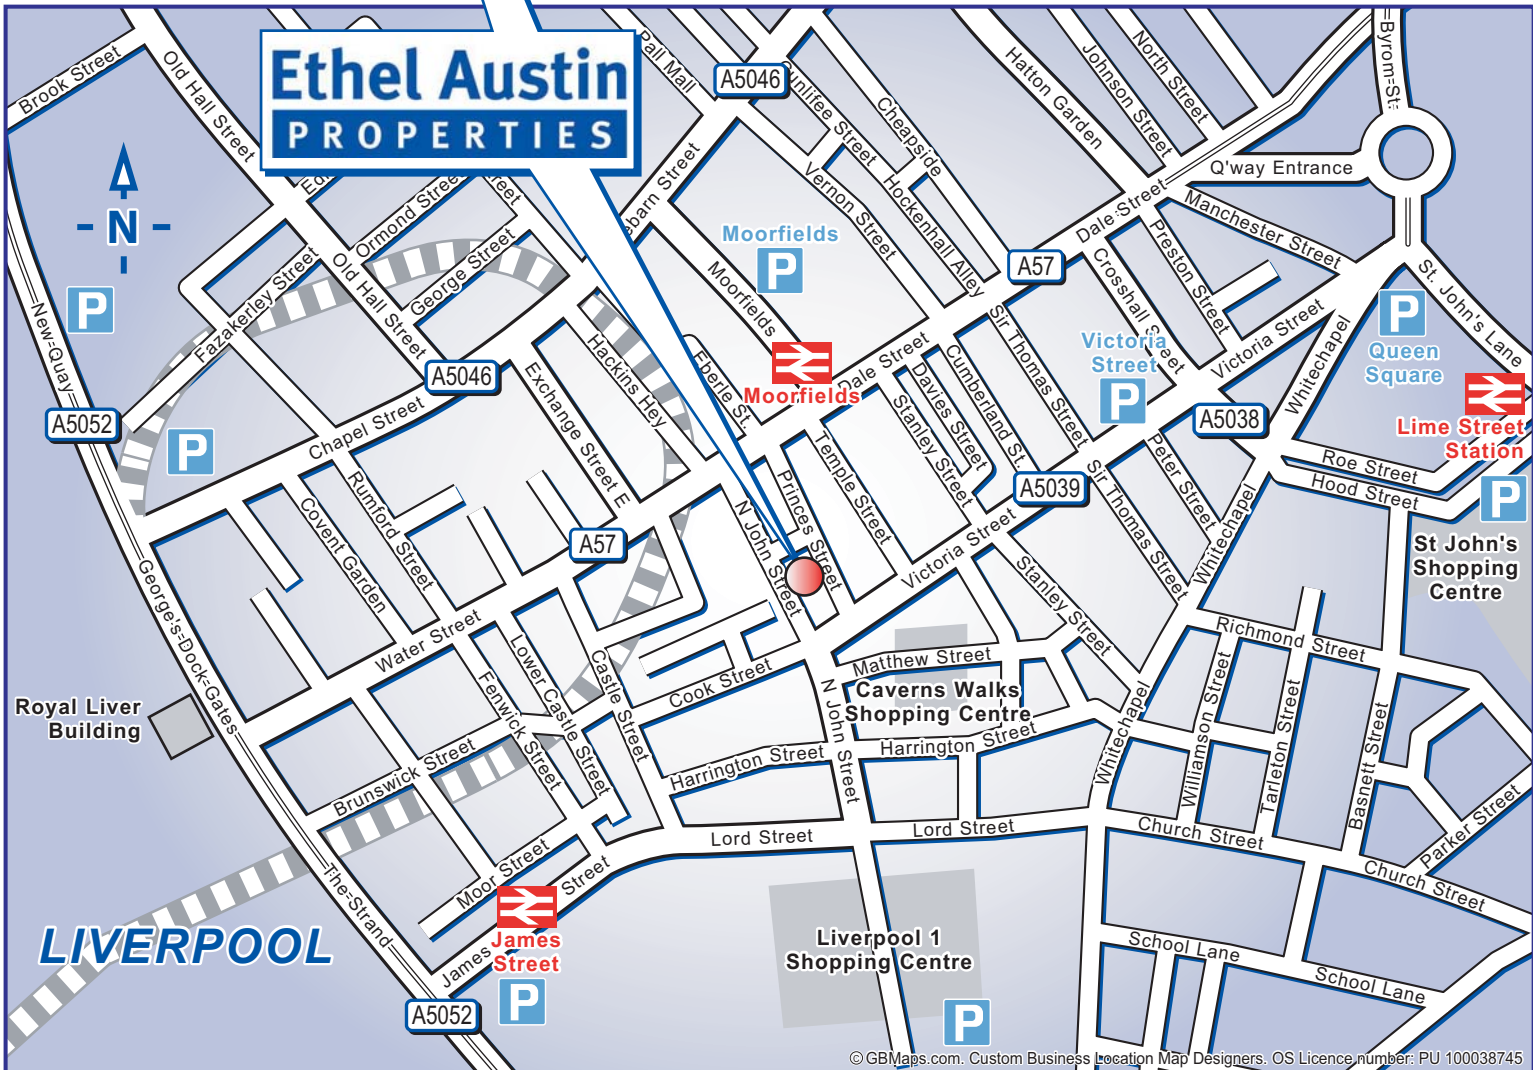 Ethel Austin
PROPERTIES
Brook Street
Old Hall Street
Pall Mall
A5046
Cheapside
Hatton Garden
Johnson Street
North Street
Byrom St
Q'way Entrance
N
Ormond Street
Vernon Street
Hockenhall Alley
Dale Street
Manchester Street
Moorfields
P
Moorfields
A57
Crosshall Street
Preston Street
St. John's Lane
P
New Quay
Fazakerley Street
Old Hall Street
George Street
Sir Thomas Street
Victoria Street
Victoria
Street
P
P
Queen
Square
Whitechapel
A5046
Hackins Hey
Eberle St.
Moorfields
Dale Street
Cumberland St.
Davies Street
Stanley Street
A5052
P
Chapel Street
Exchange Street E
Temple Street
Princes Street
A5038
Lime Street
Station
Roe Street
Hood Street
P
Covent Garden
Rumford Street
A57
N John Street
A5039
Victoria Street
Sir Thomas Street
Peter Street
Whitechapel
Whitechapel
St John's
Shopping
Centre
George's Dock Gates
Water Street
Lower Castle Street
Castle Street
Fenwick Street
Cook Street
Matthew Street
Stanley Street
Richmond Street
Royal Liver
Building
Caverns Walks
Shopping Centre
N John Street
Harrington Street
Harrington Street
Whitechapel
Williamson Street
Tarleton Street
Basnett Street
Brunswick Street
Lord Street
Lord Street
Church Street
Church Street
Parker Street
The Strand
Moor Street
James Street
James
Street
P
LIVERPOOL
A5052
Liverpool 1
Shopping Centre
P
School Lane
School Lane
© GBMaps.com. Custom Business Location Map Designers. OS Licence number: PU 100038745